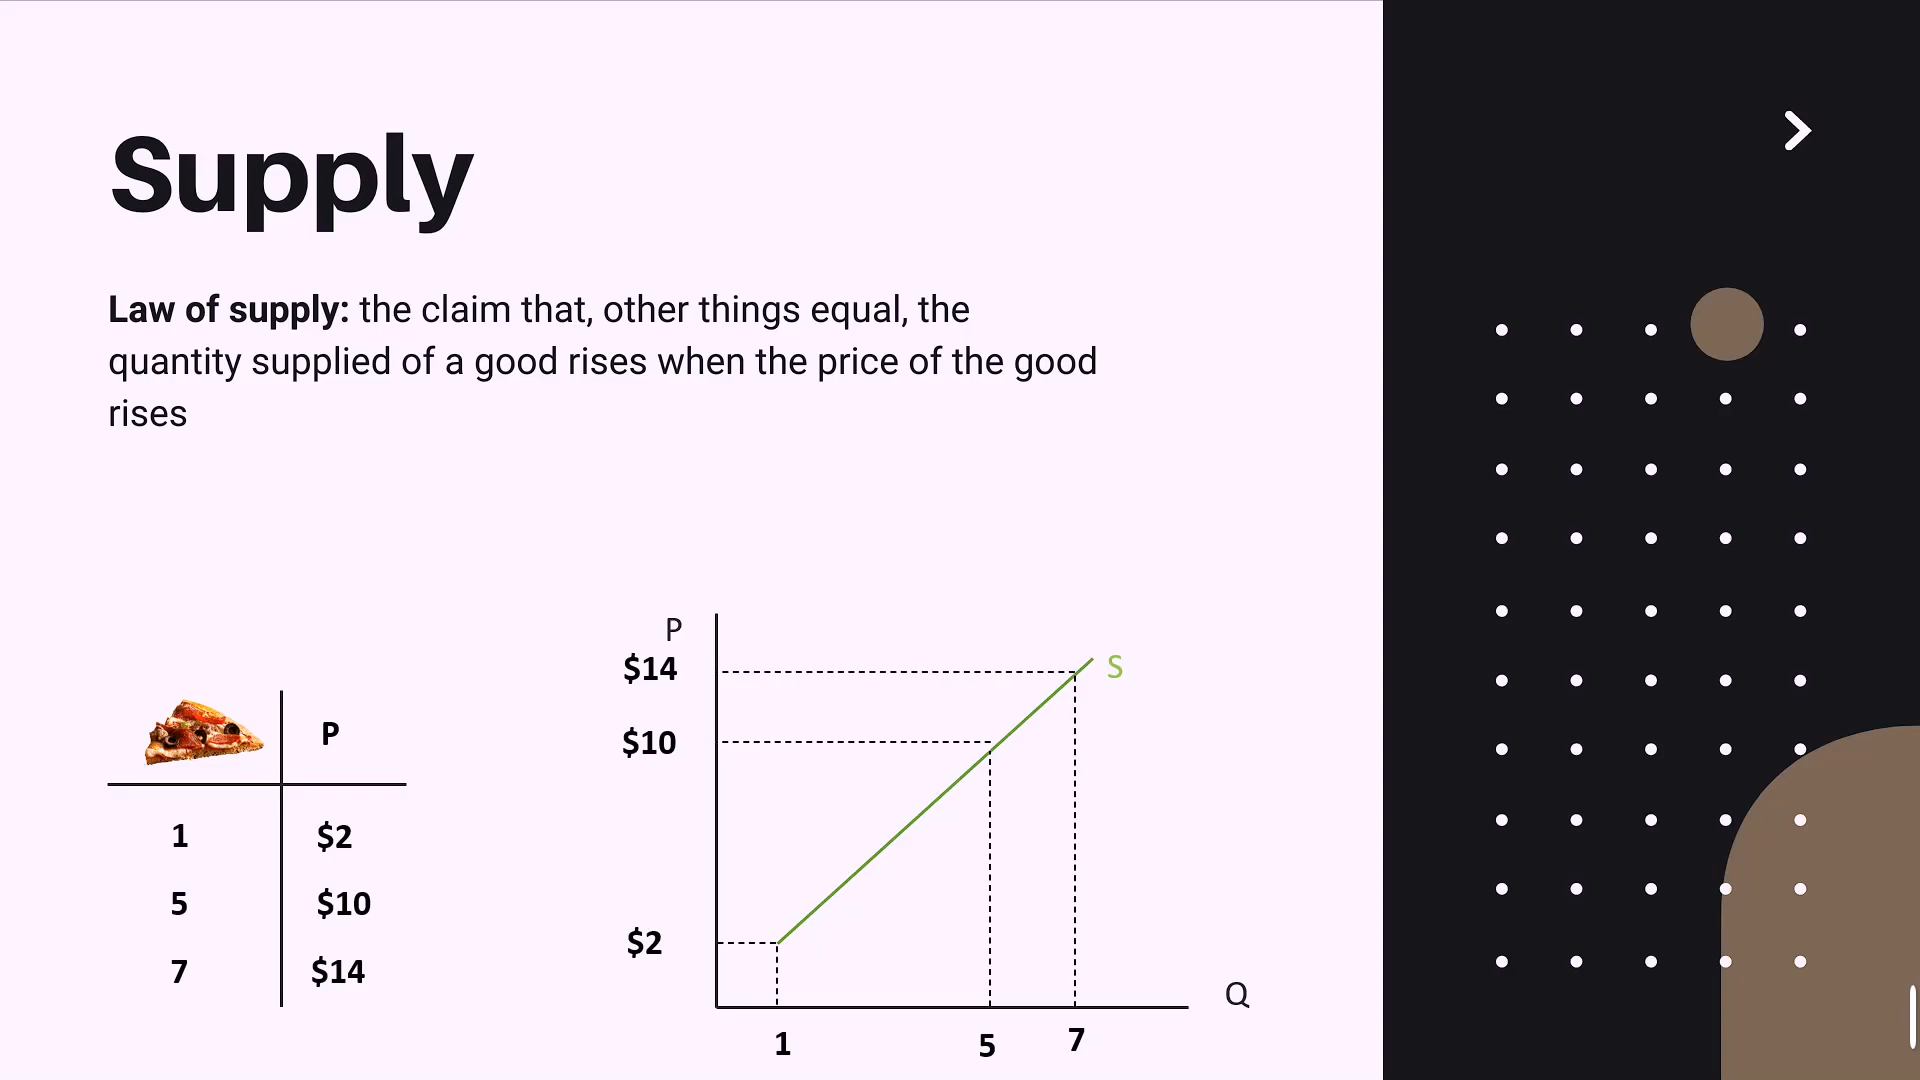 Supply
Law of supply: the claim that, other things equal, the
quantity supplied of a good rises when the price of the good
rises
P
1 $2
5 $10
7 $14
P
$14
S
$10
$2
Q
1 5 7